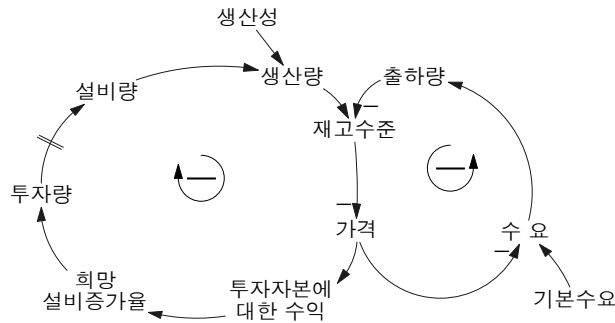 생산성
생산량
출하량
설비량
재고수준
투자량
가격
수 요
희망
설비증가율
투자자본에
대한 수익
기본수요